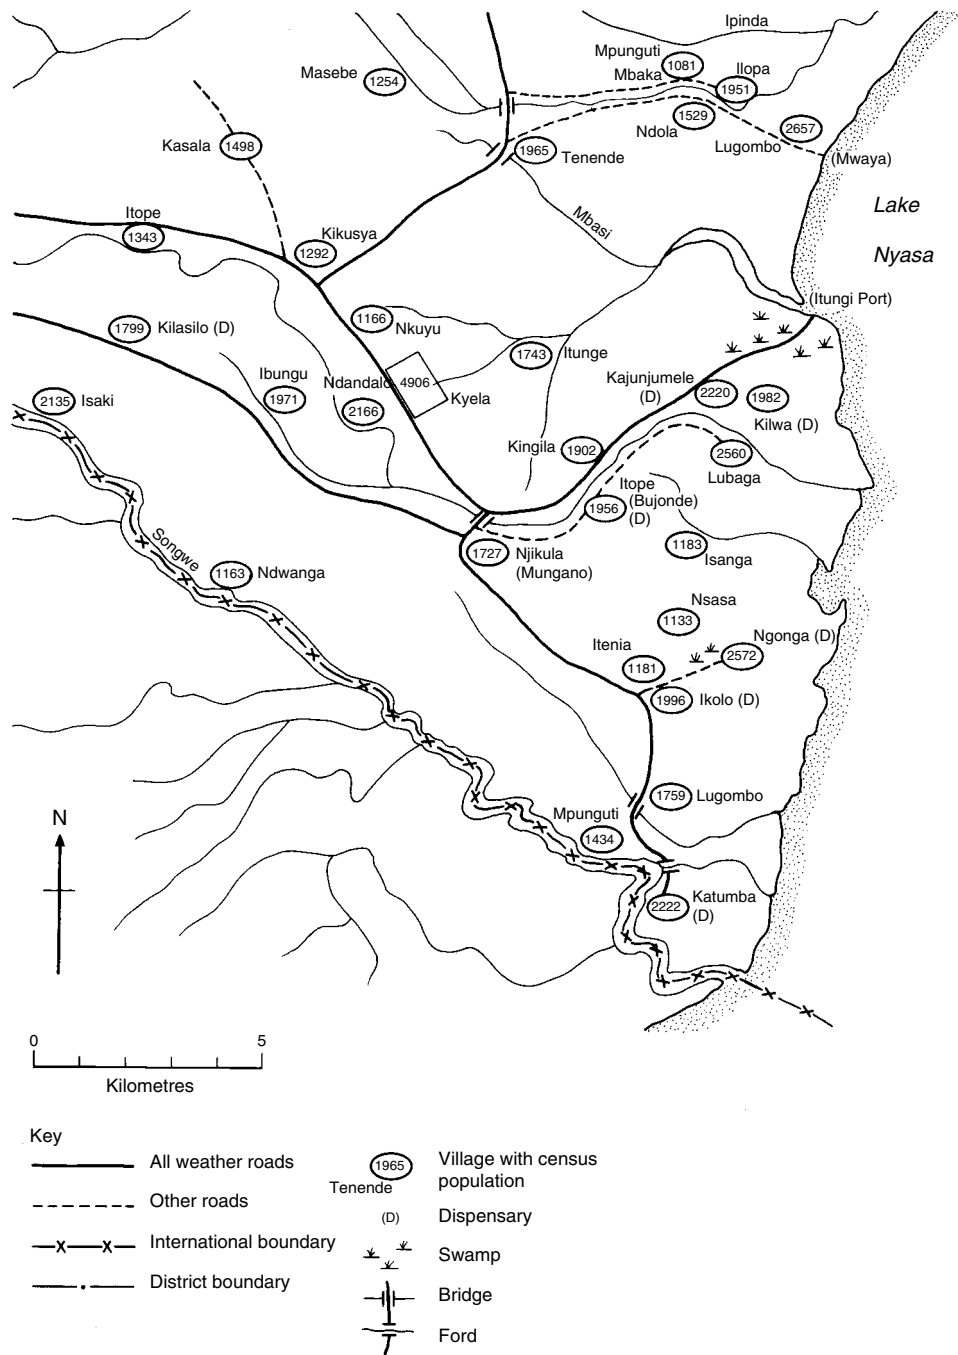 Ipinda
Mpunguti
1081
Mbaka
Ilopa
1951
Masebe
1254
1529
Ndola
2657
Lugombo
(Mwaya)
Kasala
1498
1965
Tenende
Lake
Nyasa
Mbasi
Itope
1343
Kikusya
1292
(Itungi Port)
1166
Nkuyu
1799
Kilasilo (D)
1743
Itunge
Ibungu
1971
Ndandalo
2166
4906
Kyela
Kajunjumele
(D)
2220
1982
Kilwa (D)
2135
Isaki
Kingila
1902
2560
Lubaga
Itope
(Bujonde)
(D)
1956
Songwe
1727
Njikula
(Mungano)
1183
Isanga
1163
Ndwanga
Nsasa
1133
Ngonga (D)
2572
Itenia
1181
1996
Ikolo (D)
1759
Lugombo
Mpunguti
1434
N
2222
Katumba
(D)
0
5
Kilometres
Key
All weather roads
Other roads
International boundary
District boundary
1965
Tenende
Village with census
population
(D)
Dispensary
Swamp
Bridge
Ford